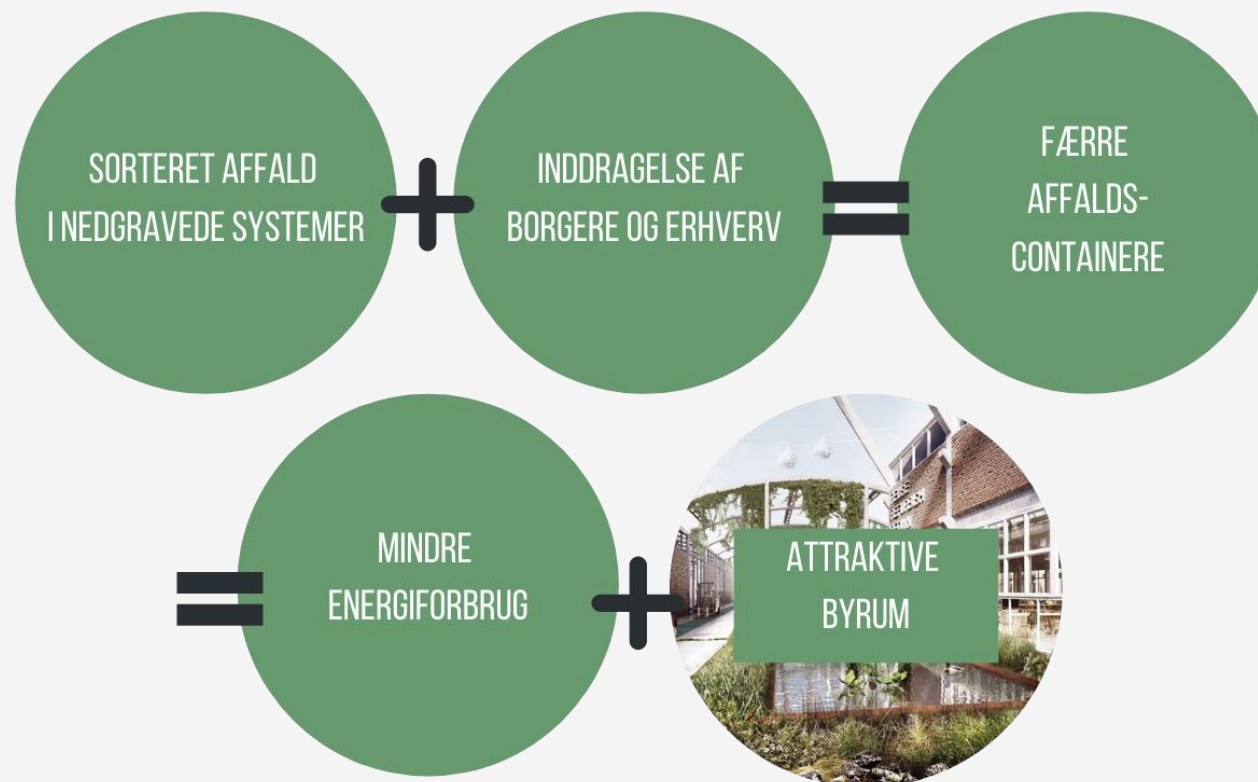 SORTERET AFFALD
I NEDGRAVEDE SYSTEMER
+
INDDRAGELSE AF
BORGERE OG ERHVERV
=
FÆRRE
AFFALDS-
CONTAINERE
=
MINDRE
ENERGIFORBRUG
+
ATTRAKTIVE
BYRUM